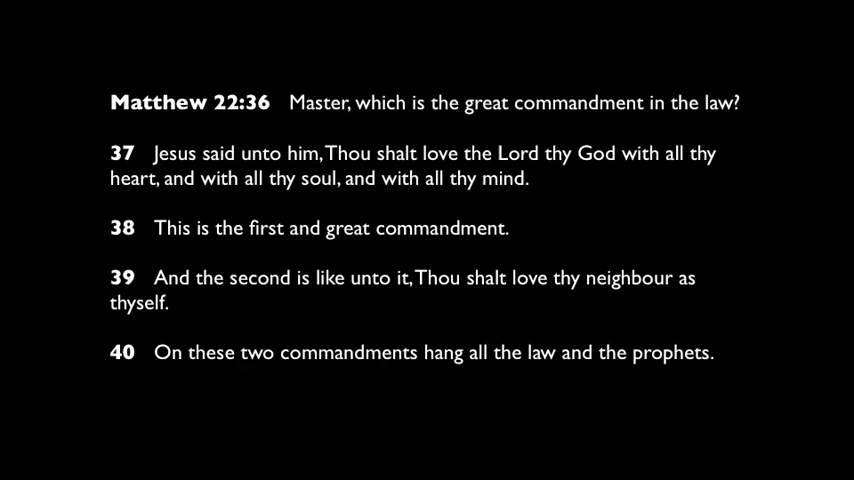 Matthew 22:36 Master, which is the great commandment in the law?
37 Jesus said unto him, Thou shalt love the Lord thy God with all thy
heart, and with all thy soul, and with all thy mind.
38 This is the first and great commandment.
39 And the second is like unto it, Thou shalt love thy neighbour as
thyself.
40 On these two commandments hang all the law and the prophets.